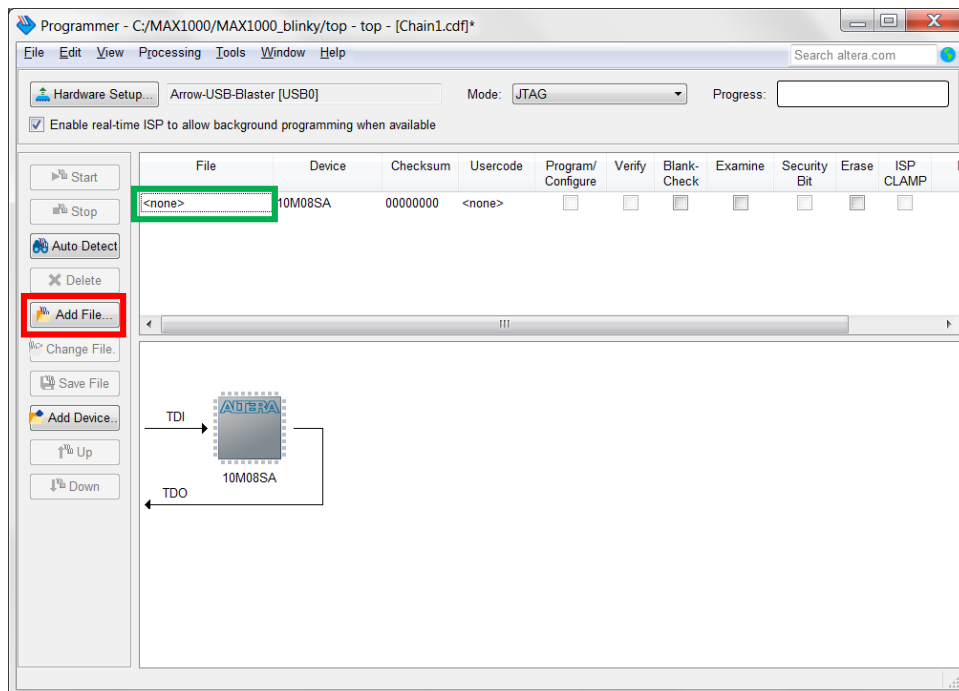 Programmer - C:/MAX1000/MAX1000_blinky/top - top - [Chain1.cdf]*
File Edit View Processing Tools Window Help
Search altera.com
Hardware Setup... Arrow-USB-Blaster [USB0] Mode: JTAG Progress:
Enable real-time ISP to allow background programming when available
File Device Checksum Usercode Program/ Verify Blank- Examine Security Erase ISP
Configure Check Bit CLAMP
<none> 10M08SA 00000000 <none>
Start
Stop
Auto Detect
Delete
Add File...
Change File.
Save File
Add Device..
Up
Down
ALTERA
TDI
10M08SA
TDO